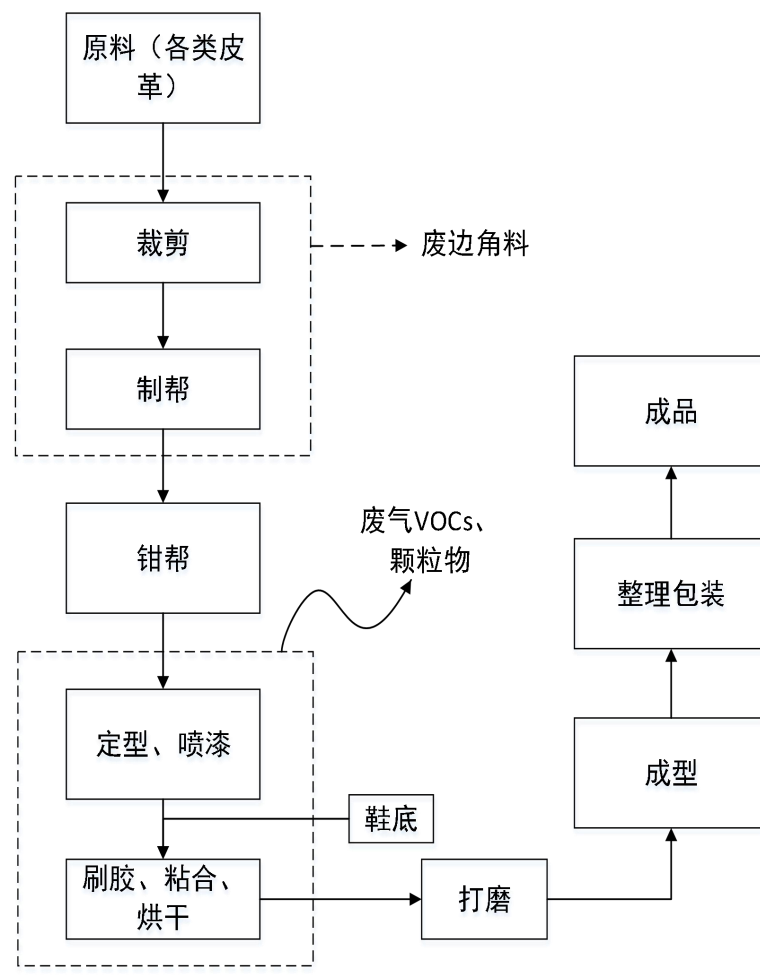 原料（各类皮
革）
裁剪
废边角料
制帮
钳帮
废气VOCs、
颗粒物
定型、喷漆
鞋底
刷胶、粘合、
烘干
打磨
成型
整理包装
成品